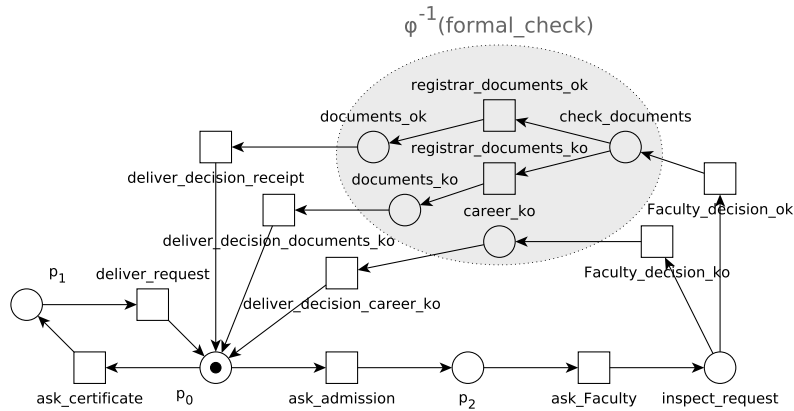 φ⁻¹(formal_check)
registrar_documents_ok
documents_ok
check_documents
registrar_documents_ko
deliver_decision_receipt
documents_ko
career_ko
Faculty_decision_ok
deliver_decision_documents_ko
p₁
deliver_request
Faculty_decision_ko
deliver_decision_career_ko
ask_certificate
p₀
ask_admission
p₂
ask_Faculty
inspect_request